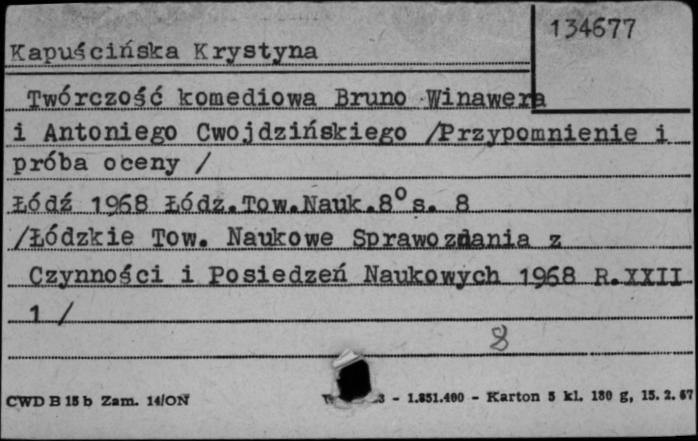 134677
Kapuścińska Krystyna
Twórczość komediowa Bruno Winawera
i Antoniego Cwojdzińskiego /Przypomnienie i
próba oceny /
Łódź 1968 Łódz.Tow.Nauk.8° s. 8
/Łódzkie Tow. Naukowe Sprawozdania z
Czynności i Posiedzeń Naukowych 1968 R.XXII
1 /
8
CWD B 15 b Zam. 14/ON - 1.851.400 - Karton 5 kl. 180 g, 15. 2. 67